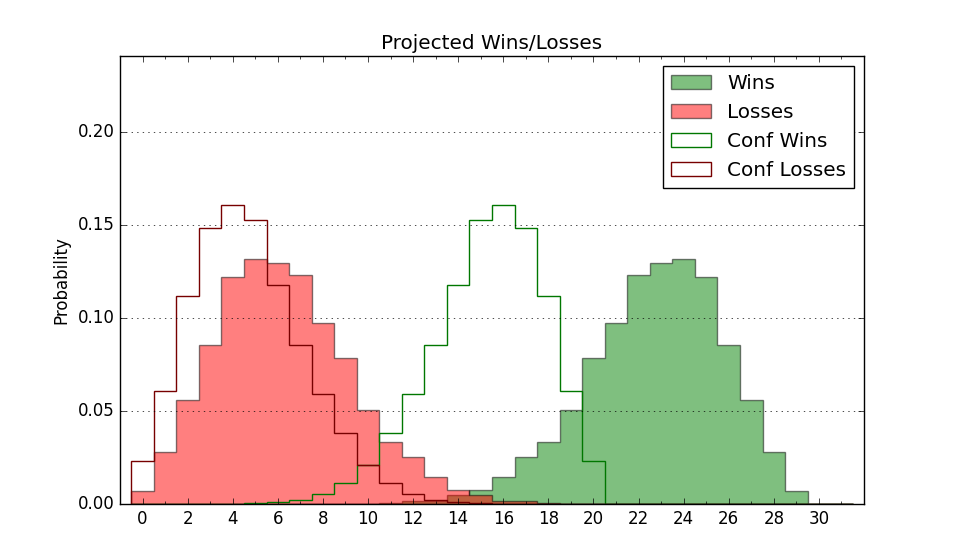 Projected Wins/Losses
Wins
Losses
Conf Wins
Conf Losses
Probability
0.20
0.15
0.10
0.05
0.00
0 2 4 6 8 10 12 14 16 18 20 22 24 26 28 30